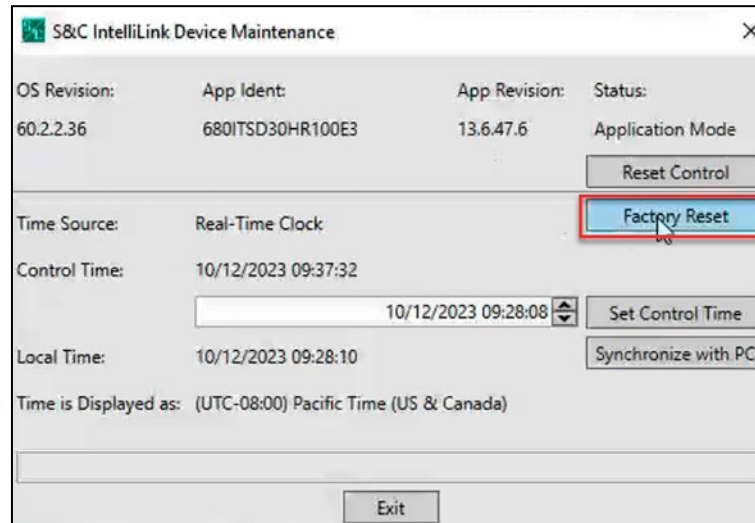 S&C IntelliLink Device Maintenance
OS Revision: App Ident: App Revision: Status:
60.2.2.36 680ITSD30HR100E3 13.6.47.6 Application Mode
Reset Control
Time Source: Real-Time Clock Factory Reset
Control Time: 10/12/2023 09:37:32
10/12/2023 09:28:08 Set Control Time
Local Time: 10/12/2023 09:28:10 Synchronize with PC
Time is Displayed as: (UTC-08:00) Pacific Time (US & Canada)
Exit